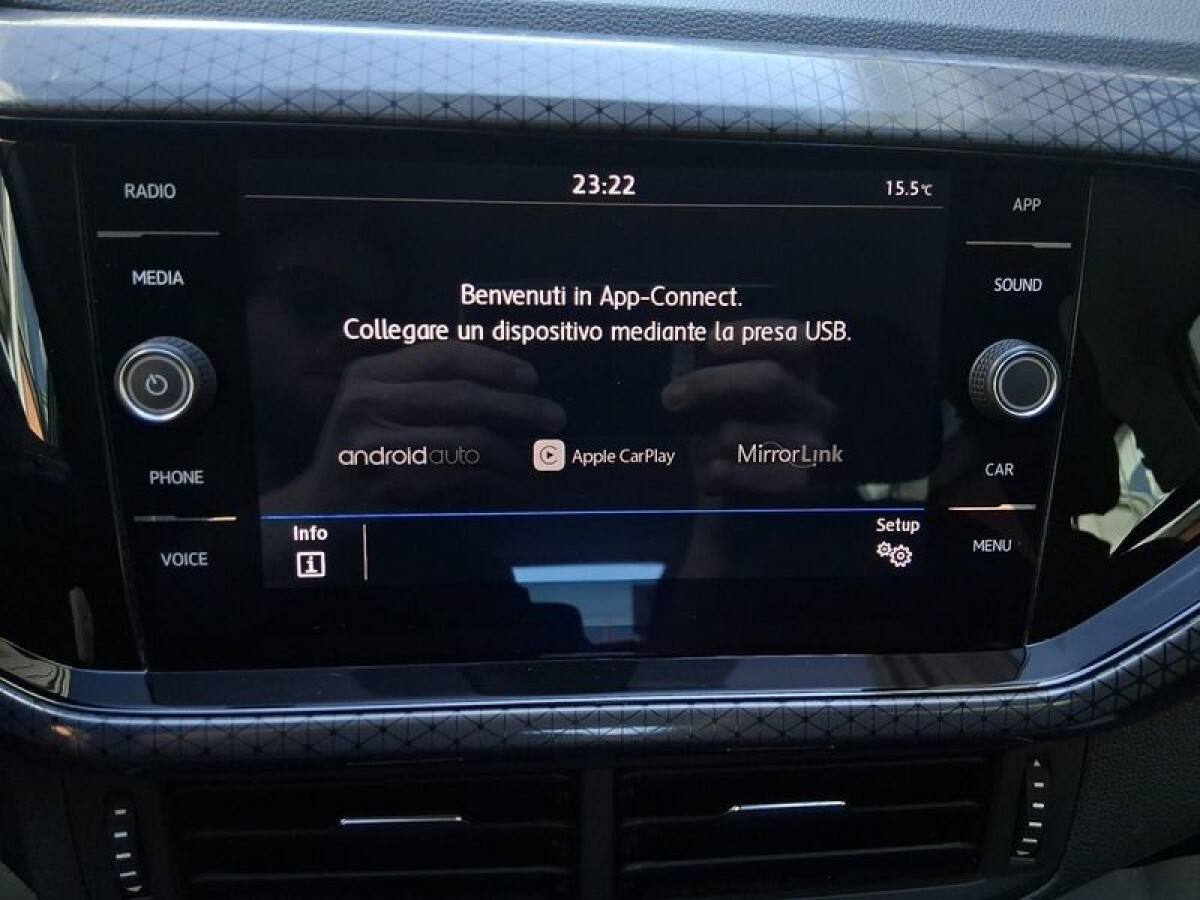 23:22
15.5°C
RADIO
MEDIA
PHONE
VOICE
Benvenuti in App-Connect.
Collegare un dispositivo mediante la presa USB.
androidauto
Apple CarPlay
MirrorLink
Info
i
Setup
APP
SOUND
CAR
MENU